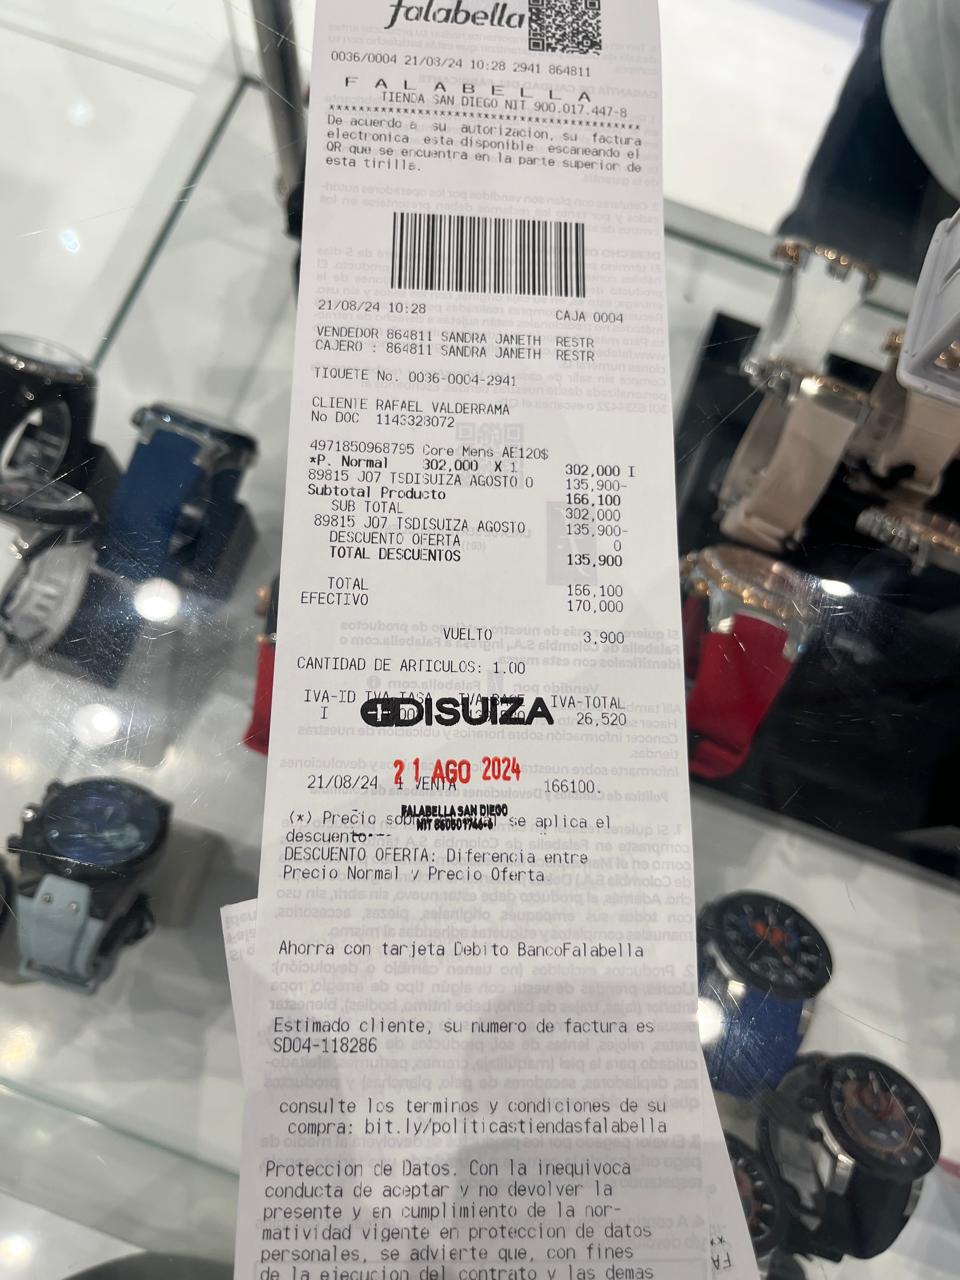 falabella
0036/0004 21/08/24 10:28 2941 864811
F A L A B E L L A
TIENDA SAN DIEGO NIT 900.017.447-8
****************************************
De acuerdo a su autorizacion, su factura
electronica esta disponible escaneando el
QR que se encuentra en la parte superior de
esta tirilla.
21/08/24 10:28 CAJA 0004
VENDEDOR 864811 SANDRA JANETH RESTR
CAJERO : 864811 SANDRA JANETH RESTR
TIQUETE No. 0036-0004-2941
CLIENTE RAFAEL VALDERRAMA
No DOC 1143328072
4971850968795 Core Mens AE120$
*P. Normal 302,000 X 1 302,000 I
89815 J07 TSDISUIZA AGOSTO 0 135,900-
Subtotal Producto 166,100
SUB TOTAL 302,000
89815 J07 TSDISUIZA AGOSTO 135,900-
DESCUENTO OFERTA 0
TOTAL DESCUENTOS 135,900
TOTAL 166,100
EFECTIVO 170,000
VUELTO 3,900
CANTIDAD DE ARTICULOS: 1.00
IVA-ID IVA-TASA IVA-BASE IVA-TOTAL
I 26,520
DISUIZA
21 AGO 2024
21/08/24 VENTA 166100.
FALABELLA SAN DIEGO
(*) Precio se aplica el
descuento
DESCUENTO OFERTA: Diferencia entre
Precio Normal y Precio Oferta
Ahorra con tarjeta Debito BancoFalabella
Estimado cliente, su numero de factura es
SD04-118286
consulte los terminos y condiciones de su
compra: bit.ly/politicastiendasfalabella
Proteccion de Datos. Con la inequivoca
conducta de aceptar y no devolver la
presente y en cumplimiento de la nor-
matividad vigente en proteccion de datos
personales, se advierte que, con fines
de la ejecucion del contrato y las demas